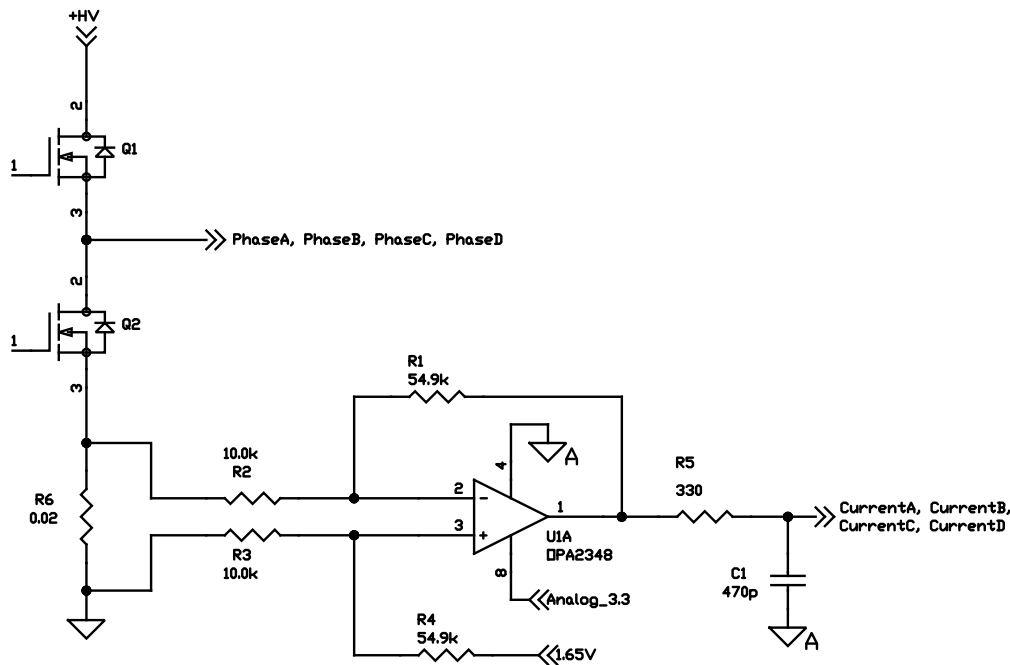 +HV
2
1
Q1
3
PhaseA, PhaseB, PhaseC, PhaseD
2
1
Q2
3
R1
54.9k
10.0k
R2
4
A
R5
330
2
-
1
R6
0.02
3
+
CurrentA, CurrentB,
CurrentC, CurrentD
R3
10.0k
U1A
OPA2348
8
C1
470p
Analog_3.3
R4
54.9k
1.65V
A